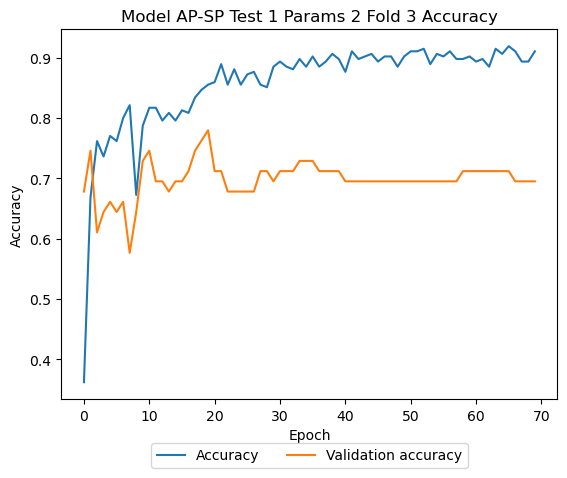 Model AP-SP Test 1 Params 2 Fold 3 Accuracy
0.9
0.8
0.7
0.6
0.5
0.4
Accuracy
0 10 20 30 40 50 60 70
Epoch
Accuracy Validation accuracy